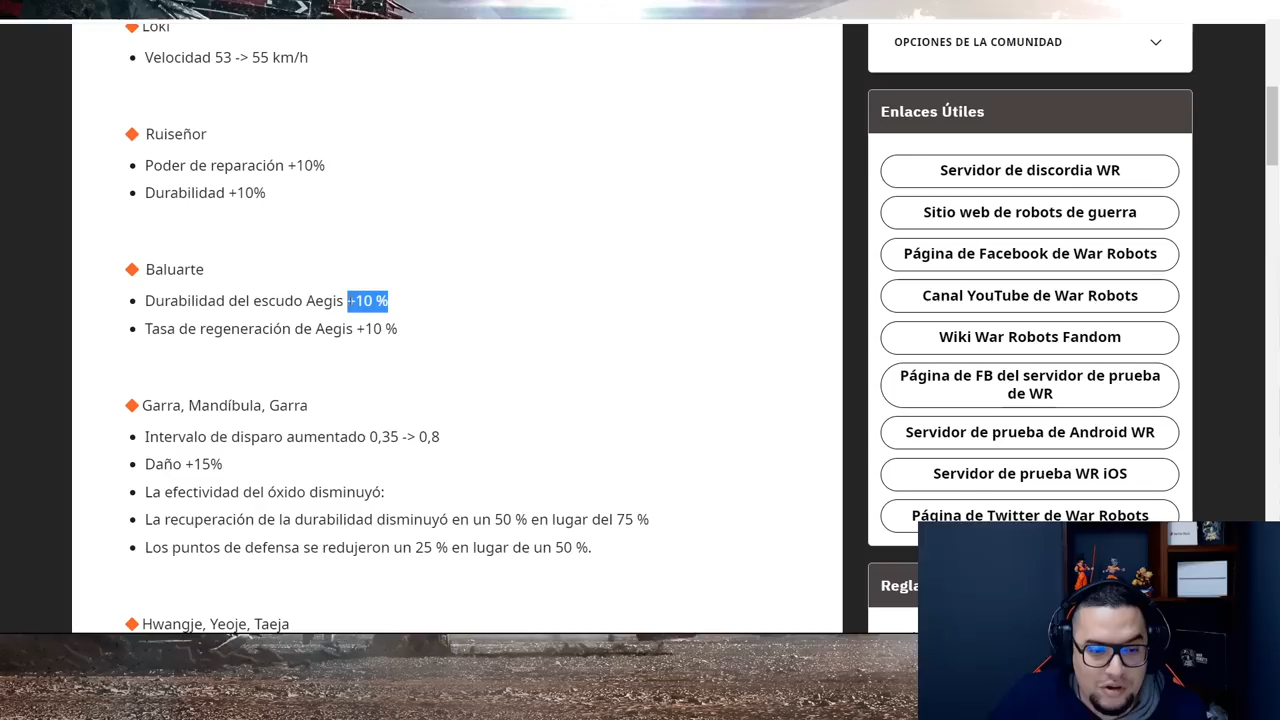 Loki
Velocidad 53 -> 55 km/h
Ruiseñor
Poder de reparación +10%
Durabilidad +10%
Baluarte
Durabilidad del escudo Aegis +10 %
Tasa de regeneración de Aegis +10 %
Garra, Mandíbula, Garra
Intervalo de disparo aumentado 0,35 -> 0,8
Daño +15%
La efectividad del óxido disminuyó:
La recuperación de la durabilidad disminuyó en un 50 % en lugar del 75 %
Los puntos de defensa se redujeron un 25 % en lugar de un 50 %.
Hwangje, Yeoje, Taeja
OPCIONES DE LA COMUNIDAD
Enlaces Útiles
Servidor de discordia WR
Sitio web de robots de guerra
Página de Facebook de War Robots
Canal YouTube de War Robots
Wiki War Robots Fandom
Página de FB del servidor de prueba
de WR
Servidor de prueba de Android WR
Servidor de prueba WR iOS
Página de Twitter de War Robots
Regla